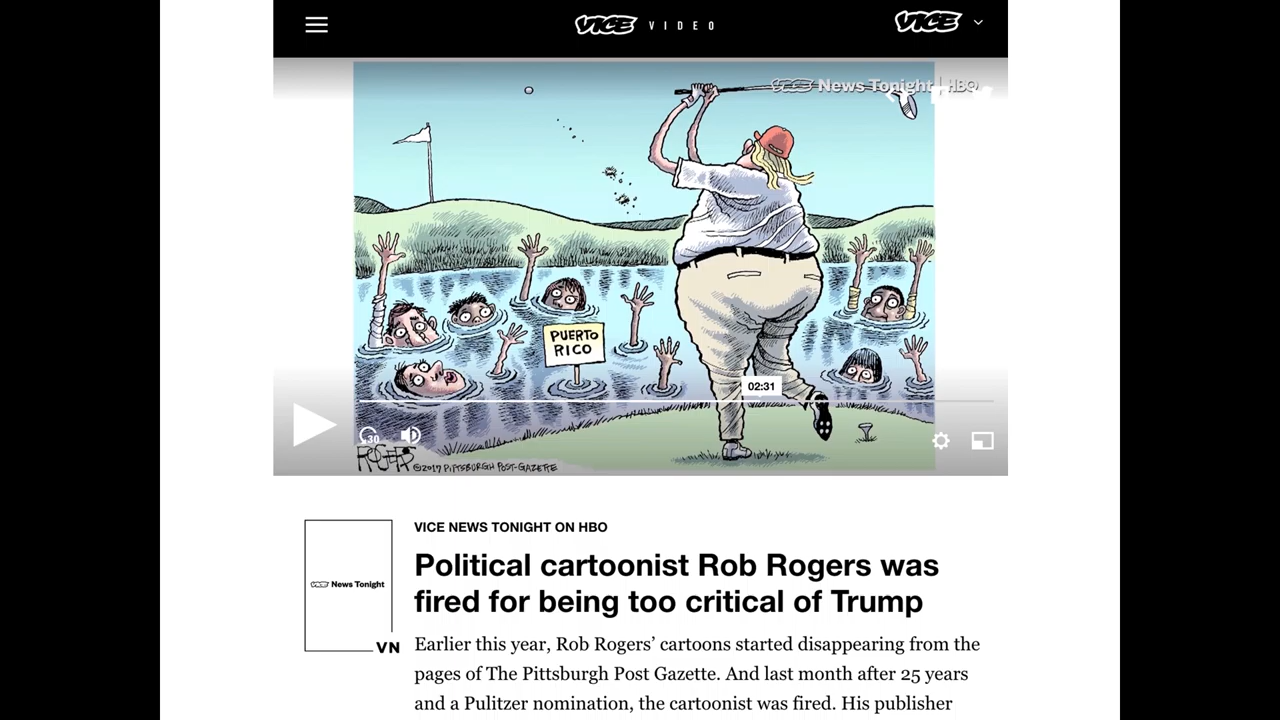 VICE VIDEO
VICE
VICE News Tonight | HBO
PUERTO
RICO
02:31
30
ROGERS ©2017 PITTSBURGH POST-GAZETTE
VICE NEWS TONIGHT ON HBO
VICE News Tonight
VN
Political cartoonist Rob Rogers was
fired for being too critical of Trump
Earlier this year, Rob Rogers’ cartoons started disappearing from the
pages of The Pittsburgh Post Gazette. And last month after 25 years
and a Pulitzer nomination, the cartoonist was fired. His publisher